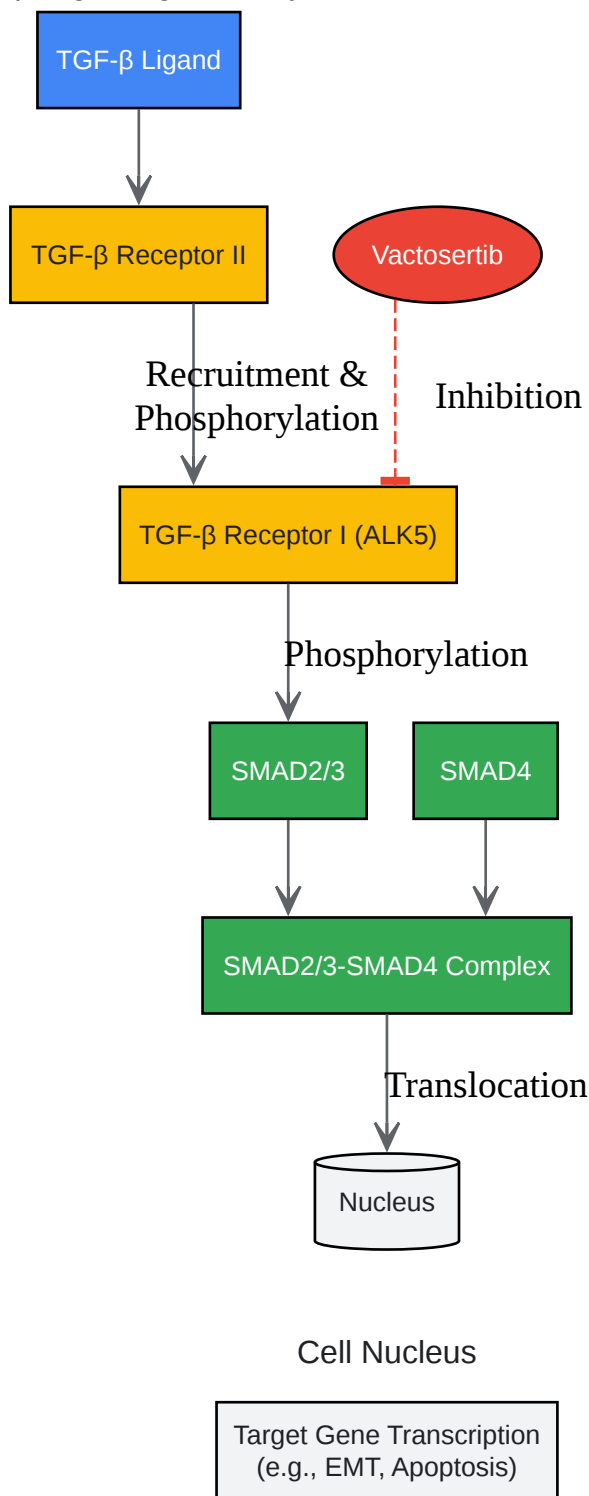 TGF-β Ligand
TGF-β Receptor II
Vactosertib
Recruitment &
Phosphorylation
Inhibition
TGF-β Receptor I (ALK5)
Phosphorylation
SMAD2/3
SMAD4
SMAD2/3-SMAD4 Complex
Translocation
Nucleus
Cell Nucleus
Target Gene Transcription
(e.g., EMT, Apoptosis)